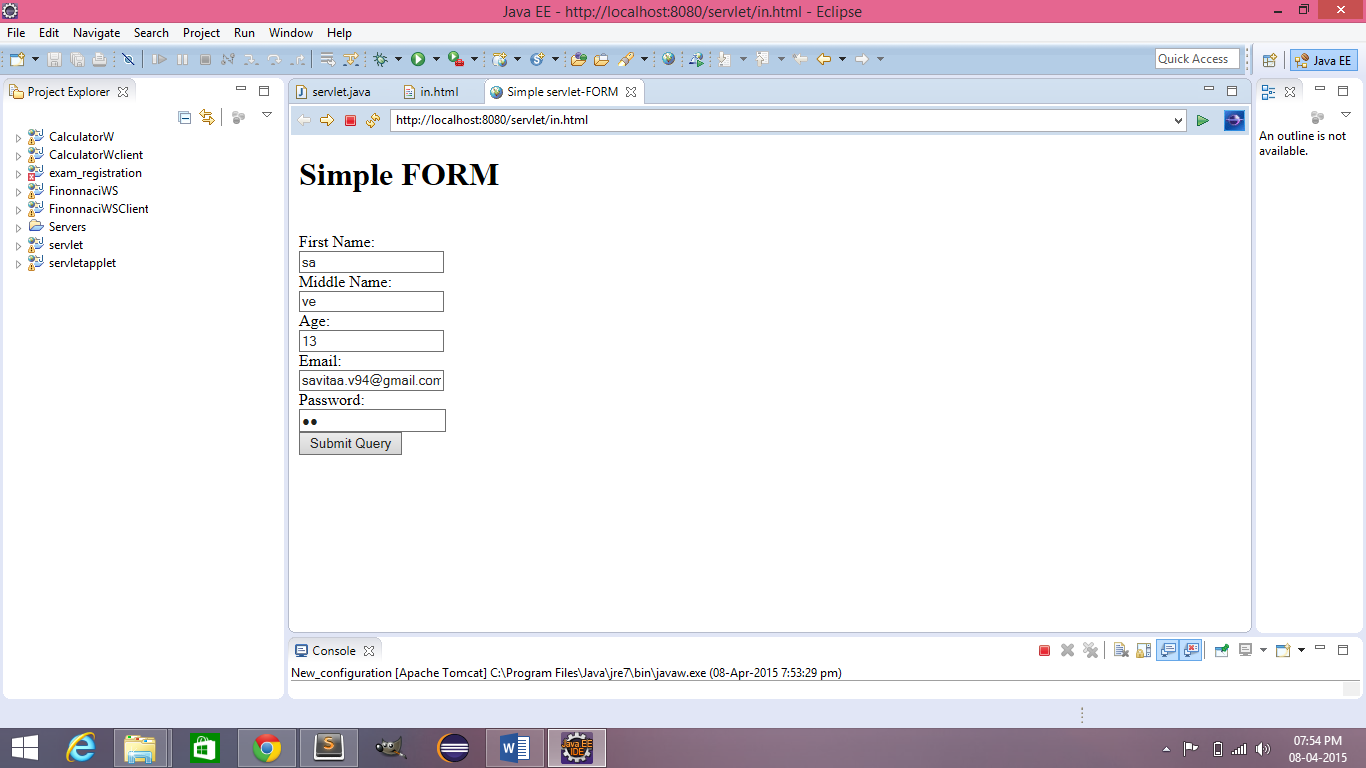 Java EE - http://localhost:8080/servlet/in.html - Eclipse
File Edit Navigate Search Project Run Window Help
Quick Access
Java EE
Project Explorer
CalculatorW
CalculatorWclient
exam_registration
FinonnaciWS
FinonnaciWSClient
Servers
servlet
servletapplet
servlet.java
in.html
Simple servlet-FORM
http://localhost:8080/servlet/in.html
Simple FORM
First Name:
sa
Middle Name:
ve
Age:
13
Email:
savitaa.v94@gmail.com
Password:
●●
Submit Query
An outline is not
available.
Console
New_configuration [Apache Tomcat] C:\Program Files\Java\jre7\bin\javaw.exe (08-Apr-2015 7:53:29 pm)
S
W
Java EE
IDE
07:54 PM
08-04-2015